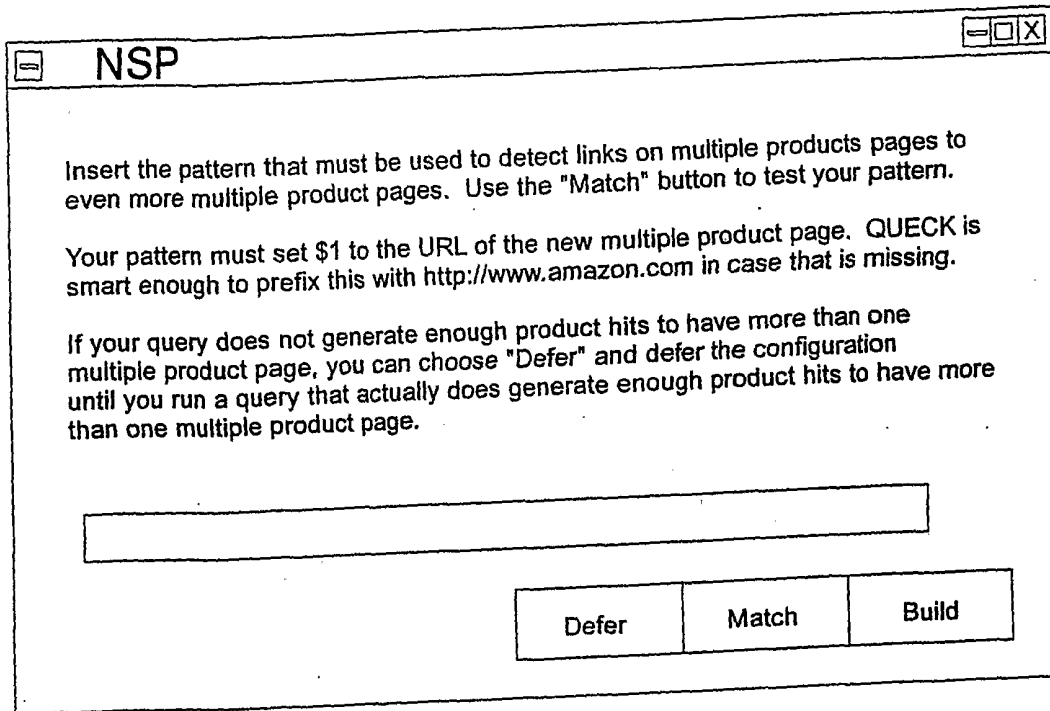 NSP
Insert the pattern that must be used to detect links on multiple products pages to
even more multiple product pages. Use the "Match" button to test your pattern.
Your pattern must set $1 to the URL of the new multiple product page. QUECK is
smart enough to prefix this with http://www.amazon.com in case that is missing.
If your query does not generate enough product hits to have more than one
multiple product page, you can choose "Defer" and defer the configuration
until you run a query that actually does generate enough product hits to have more
than one multiple product page.
Defer Match Build